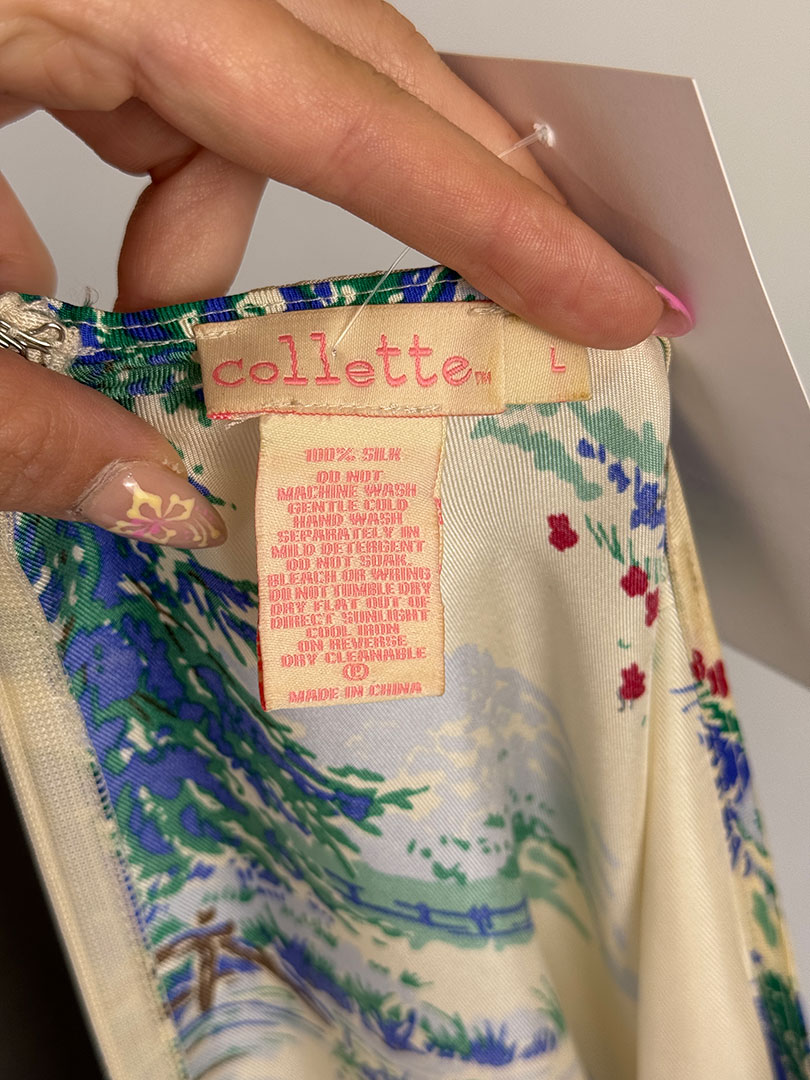 collette™
L
100% SILK
DO NOT
MACHINE WASH
GENTLE COLD
HAND WASH
SEPARATELY IN
MILD DETERGENT
DO NOT SOAK,
BLEACH OR WRING
DO NOT TUMBLE DRY
DRY FLAT OUT OF
DIRECT SUNLIGHT
COOL IRON
ON REVERSE
DRY CLEANABLE
Ⓟ
MADE IN CHINA